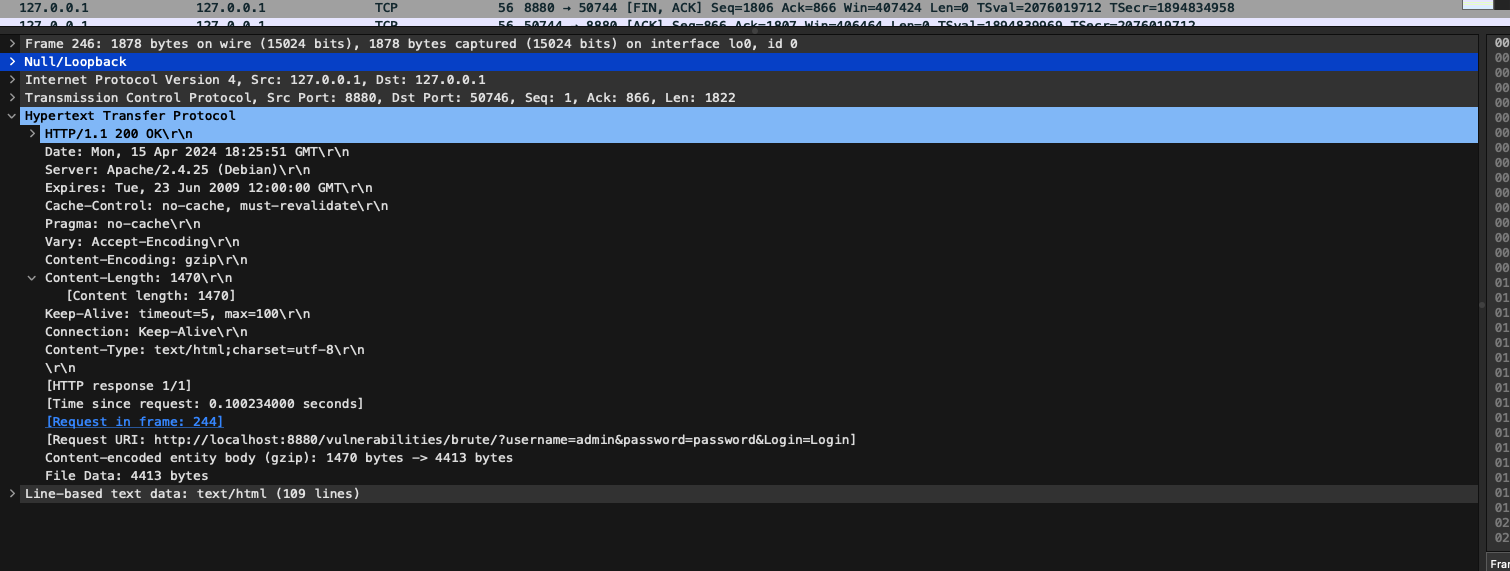 127.0.0.1 127.0.0.1 TCP 56 8880 → 50744 [FIN, ACK] Seq=1806 Ack=866 Win=407424 Len=0 TSval=2076019712 TSecr=1894834958
127.0.0.1 127.0.0.1 TCP 56 50744 → 8880 [ACK] Seq=866 Ack=1807 Win=406464 Len=0 TSval=1894839969 TSecr=2076019712
Frame 246: 1878 bytes on wire (15024 bits), 1878 bytes captured (15024 bits) on interface lo0, id 0
Null/Loopback
Internet Protocol Version 4, Src: 127.0.0.1, Dst: 127.0.0.1
Transmission Control Protocol, Src Port: 8880, Dst Port: 50746, Seq: 1, Ack: 866, Len: 1822
Hypertext Transfer Protocol
HTTP/1.1 200 OK\r\n
Date: Mon, 15 Apr 2024 18:25:51 GMT\r\n
Server: Apache/2.4.25 (Debian)\r\n
Expires: Tue, 23 Jun 2009 12:00:00 GMT\r\n
Cache-Control: no-cache, must-revalidate\r\n
Pragma: no-cache\r\n
Vary: Accept-Encoding\r\n
Content-Encoding: gzip\r\n
Content-Length: 1470\r\n
[Content length: 1470]
Keep-Alive: timeout=5, max=100\r\n
Connection: Keep-Alive\r\n
Content-Type: text/html;charset=utf-8\r\n
\r\n
[HTTP response 1/1]
[Time since request: 0.100234000 seconds]
[Request in frame: 244]
[Request URI: http://localhost:8880/vulnerabilities/brute/?username=admin&password=password&Login=Login]
Content-encoded entity body (gzip): 1470 bytes -> 4413 bytes
File Data: 4413 bytes
Line-based text data: text/html (109 lines)